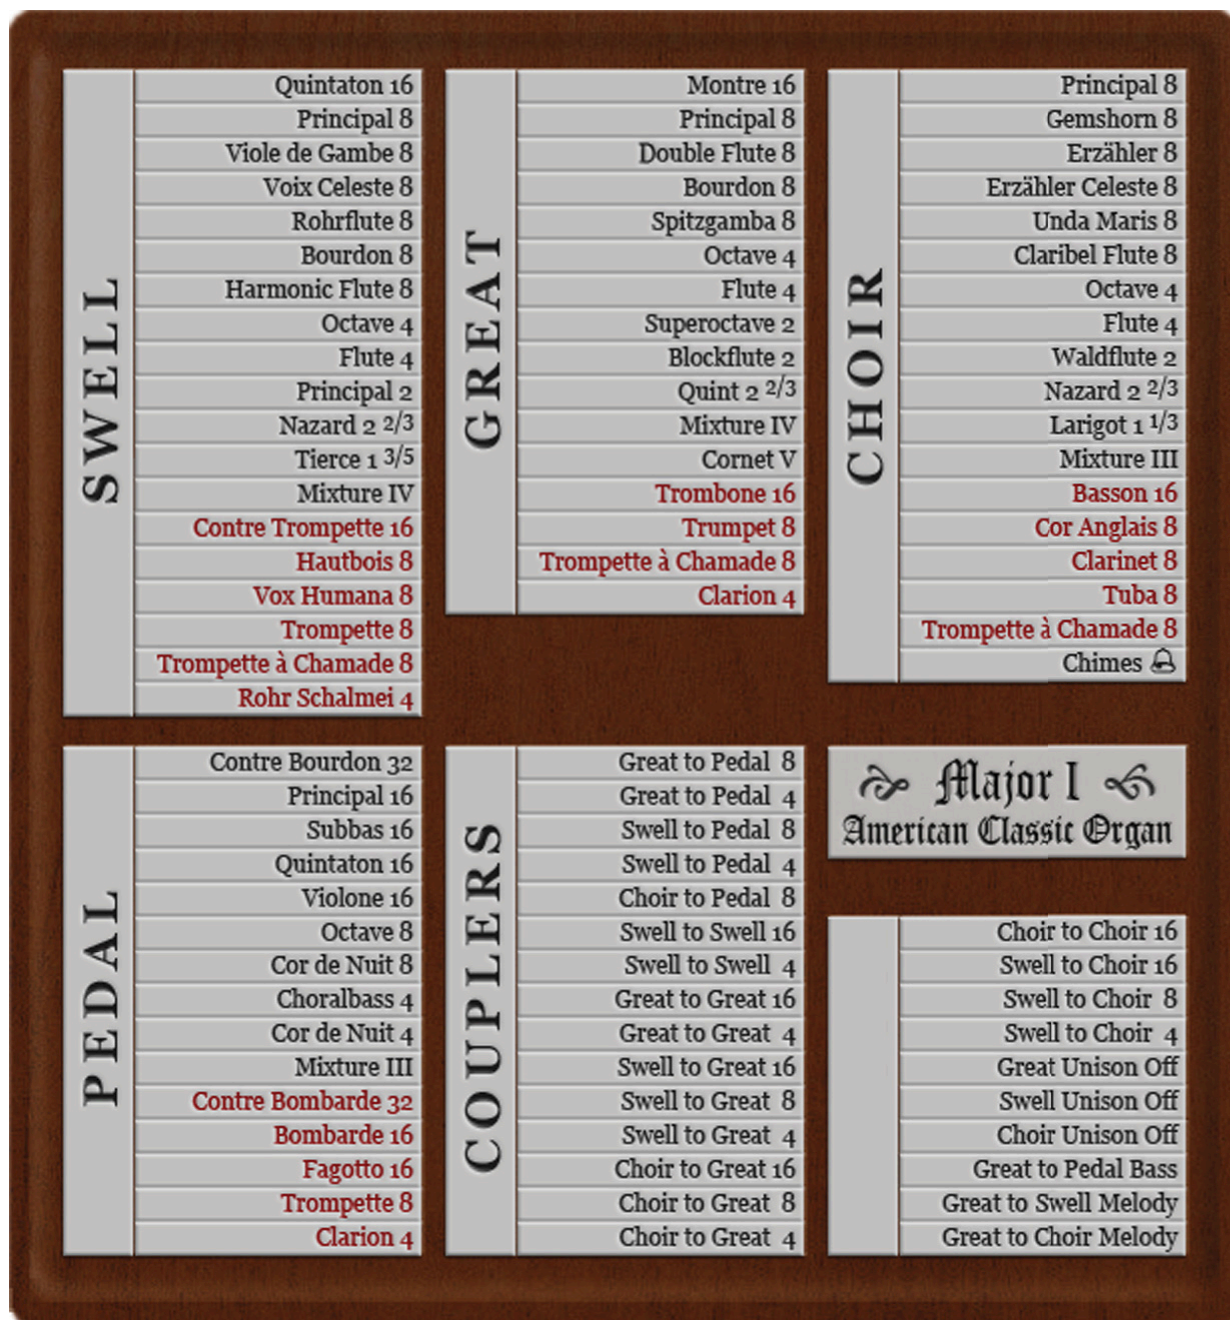 SWELL
Quintaton 16
Principal 8
Viole de Gambe 8
Voix Celeste 8
Rohrflute 8
Bourdon 8
Harmonic Flute 8
Octave 4
Flute 4
Principal 2
Nazard 2 2/3
Tierce 1 3/5
Mixture IV
Contre Trompette 16
Hautbois 8
Vox Humana 8
Trompette 8
Trompette à Chamade 8
Rohr Schalmei 4
GREAT
Montre 16
Principal 8
Double Flute 8
Bourdon 8
Spitzgamba 8
Octave 4
Flute 4
Superoctave 2
Blockflute 2
Quint 2 2/3
Mixture IV
Cornet V
Trombone 16
Trumpet 8
Trompette à Chamade 8
Clarion 4
CHOIR
Principal 8
Gemshorn 8
Erzähler 8
Erzähler Celeste 8
Unda Maris 8
Claribel Flute 8
Octave 4
Flute 4
Waldflute 2
Nazard 2 2/3
Larigot 1 1/3
Mixture III
Basson 16
Cor Anglais 8
Clarinet 8
Tuba 8
Trompette à Chamade 8
Chimes
PEDAL
Contre Bourdon 32
Principal 16
Subbas 16
Quintaton 16
Violone 16
Octave 8
Cor de Nuit 8
Choralbass 4
Cor de Nuit 4
Mixture III
Contre Bombarde 32
Bombarde 16
Fagotto 16
Trompette 8
Clarion 4
COUPLERS
Great to Pedal 8
Great to Pedal 4
Swell to Pedal 8
Swell to Pedal 4
Choir to Pedal 8
Swell to Swell 16
Swell to Swell 4
Great to Great 16
Great to Great 4
Swell to Great 16
Swell to Great 8
Swell to Great 4
Choir to Great 16
Choir to Great 8
Choir to Great 4
Major I
American Classic Organ
Choir to Choir 16
Swell to Choir 16
Swell to Choir 8
Swell to Choir 4
Great Unison Off
Swell Unison Off
Choir Unison Off
Great to Pedal Bass
Great to Swell Melody
Great to Choir Melody